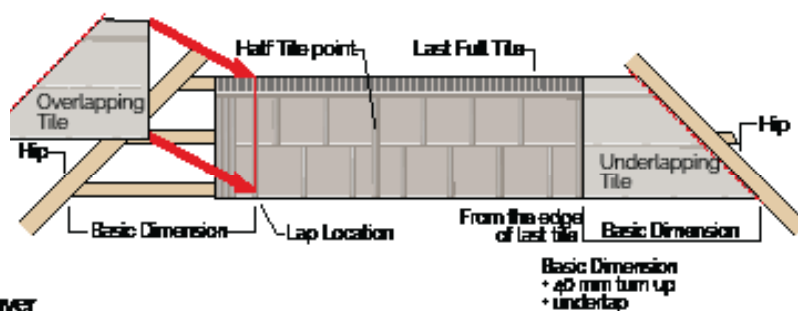 Half Tile point
Last Full Tile
Overlapping
Tile
Hip
Hip
Underlapping
Tile
Basic Dimension
Lap Location
From the edge
of last tile
Basic Dimension
Basic Dimension
+ 40 mm turn up
+ underlap